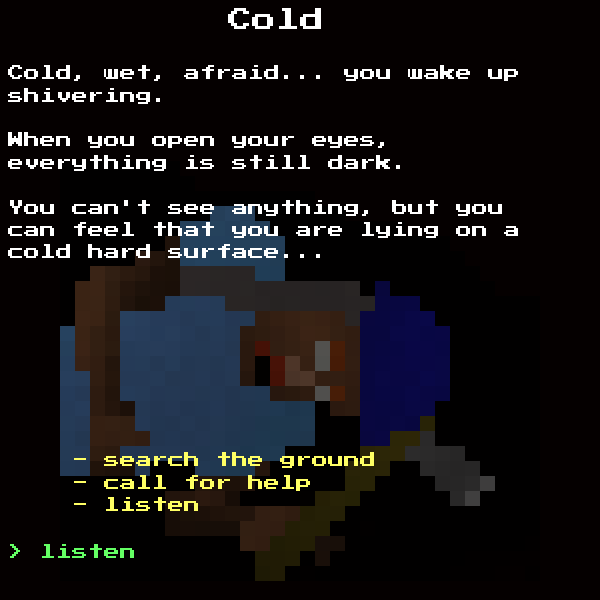 Cold
Cold, wet, afraid... you wake up
shivering.
When you open your eyes,
everything is still dark.
You can't see anything, but you
can feel that you are lying on a
cold hard surface...
- search the ground
- call for help
- listen
> listen